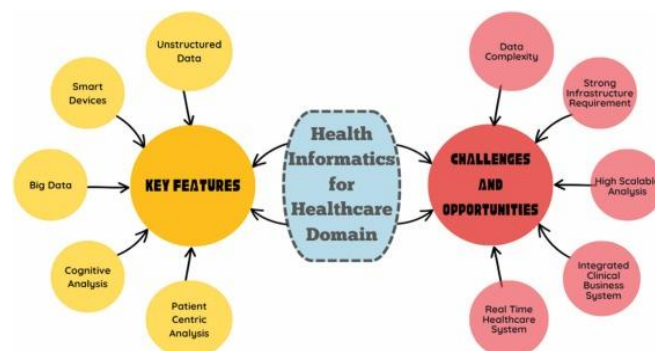 Unstructured
Data
Smart
Devices
Big Data
Cognitive
Analysis
Patient
Centric
Analysis
KEY FEATURES
Health
Informatics
for
Healthcare
Domain
CHALLENGES
AND
OPPORTUNITIES
Data
Complexity
Strong
Infrastructure
Requirement
High Scalable
Analysis
Integrated
Clinical
Business
System
Real Time
Healthcare
System